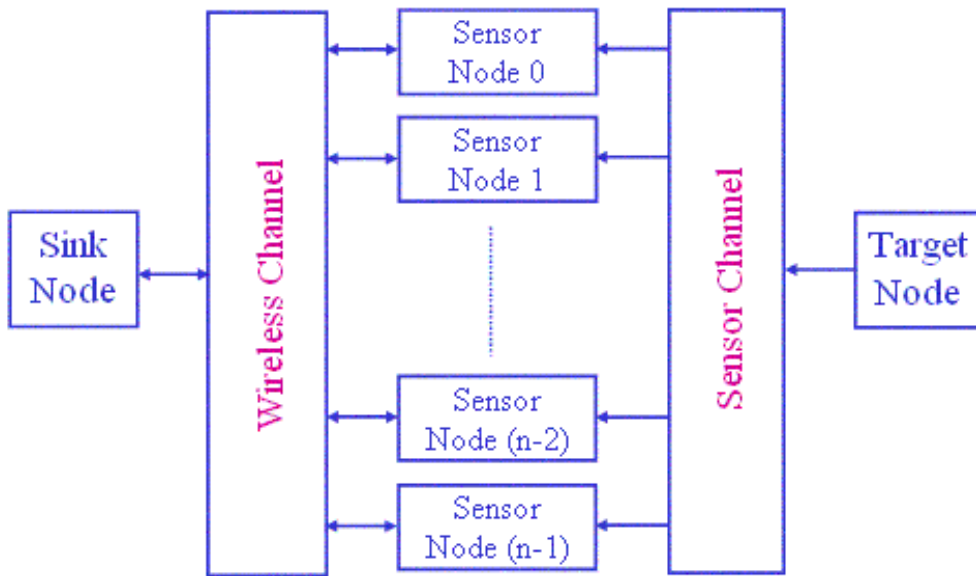 Sensor
Node 0
Sensor
Node 1
Sink
Node
Wireless Channel
Sensor Channel
Target
Node
Sensor
Node (n-2)
Sensor
Node (n-1)